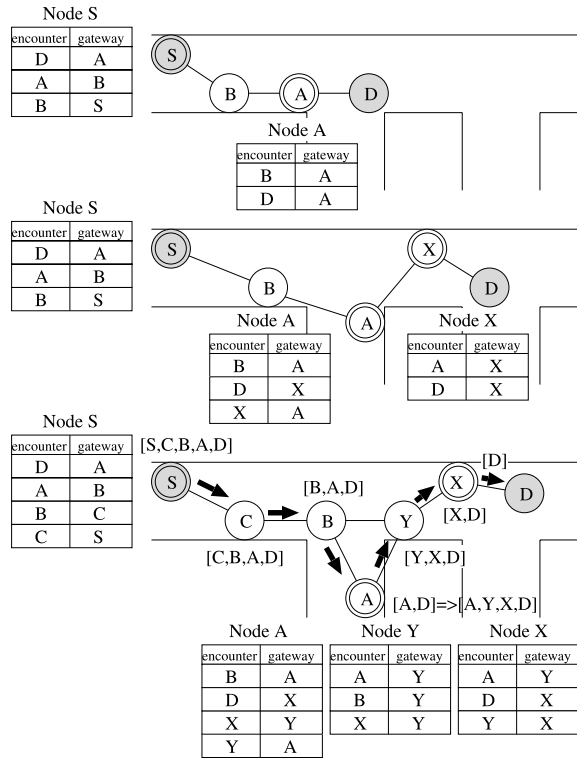 Node S
encounter gateway
D A
A B
B S
S
B
A
D
Node A
encounter gateway
B A
D A
Node S
encounter gateway
D A
A B
B S
S
B
A
X
D
Node A
encounter gateway
B A
D X
X A
Node X
encounter gateway
A X
D X
Node S
encounter gateway
D A
A B
B C
C S
[S,C,B,A,D]
S
C
[C,B,A,D]
[B,A,D]
B
A
[A,D]=>[A,Y,X,D]
Y
[Y,X,D]
X
[X,D]
[D]
D
Node A
encounter gateway
B A
D X
X Y
Y A
Node Y
encounter gateway
A Y
B Y
X Y
Node X
encounter gateway
A Y
D X
Y X